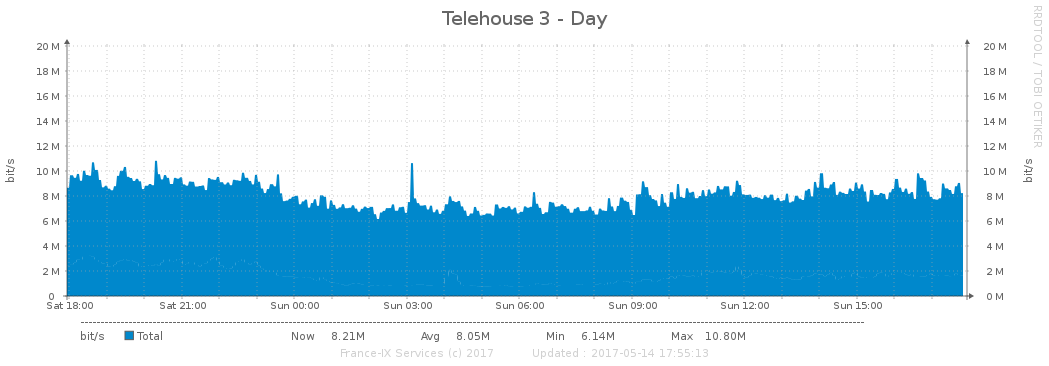 Telehouse 3 - Day
RRDTOOL / TOBI OETIKER
bit/s
bit/s
20 M 20 M
18 M 18 M
16 M 16 M
14 M 14 M
12 M 12 M
10 M 10 M
8 M 8 M
6 M 6 M
4 M 4 M
2 M 2 M
0 0 M
Sat 18:00 Sat 21:00 Sun 00:00 Sun 03:00 Sun 06:00 Sun 09:00 Sun 12:00 Sun 15:00
bit/s Total Now 8.21M Avg 8.05M Min 6.14M Max 10.80M
France-IX Services (c) 2017 Updated : 2017-05-14 17:55:13